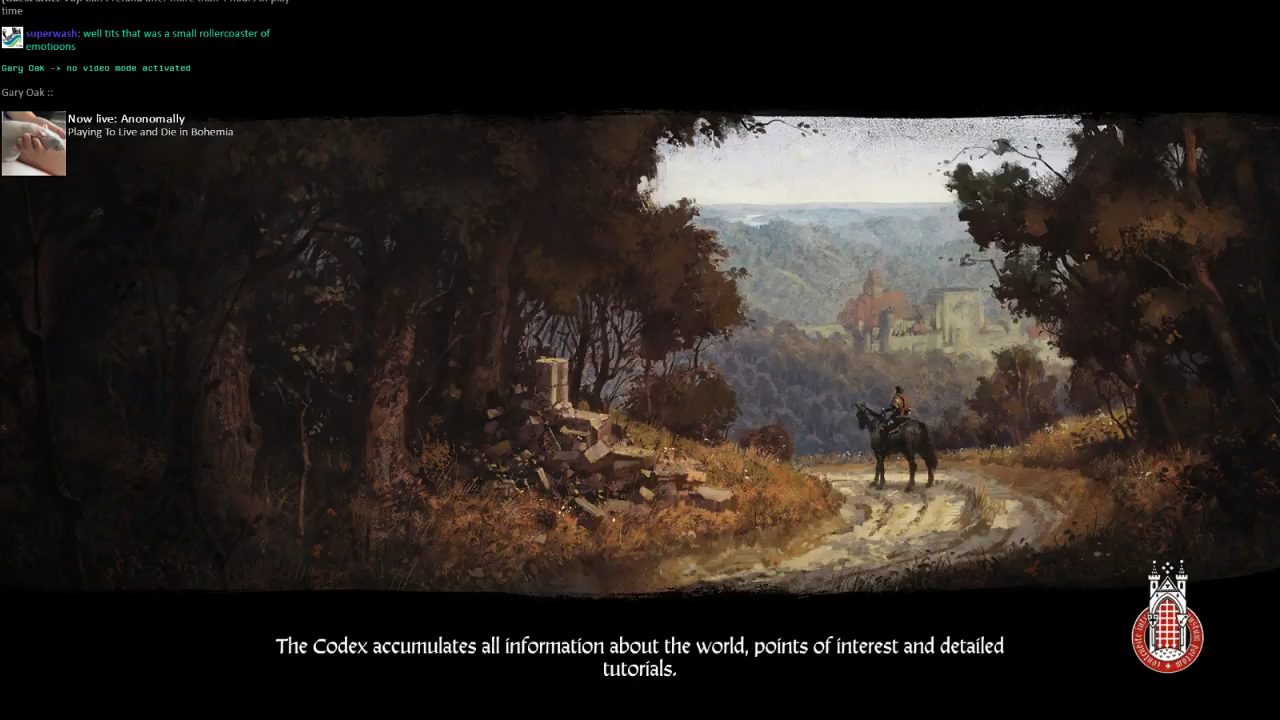 time
superwash: well tits that was a small rollercoaster of
emotioons
Gary Oak -> no video mode activated
Gary Oak ::
Now live: Anonomally
Playing To Live and Die in Bohemia
The Codex accumulates all information about the world, points of interest and detailed
tutorials.